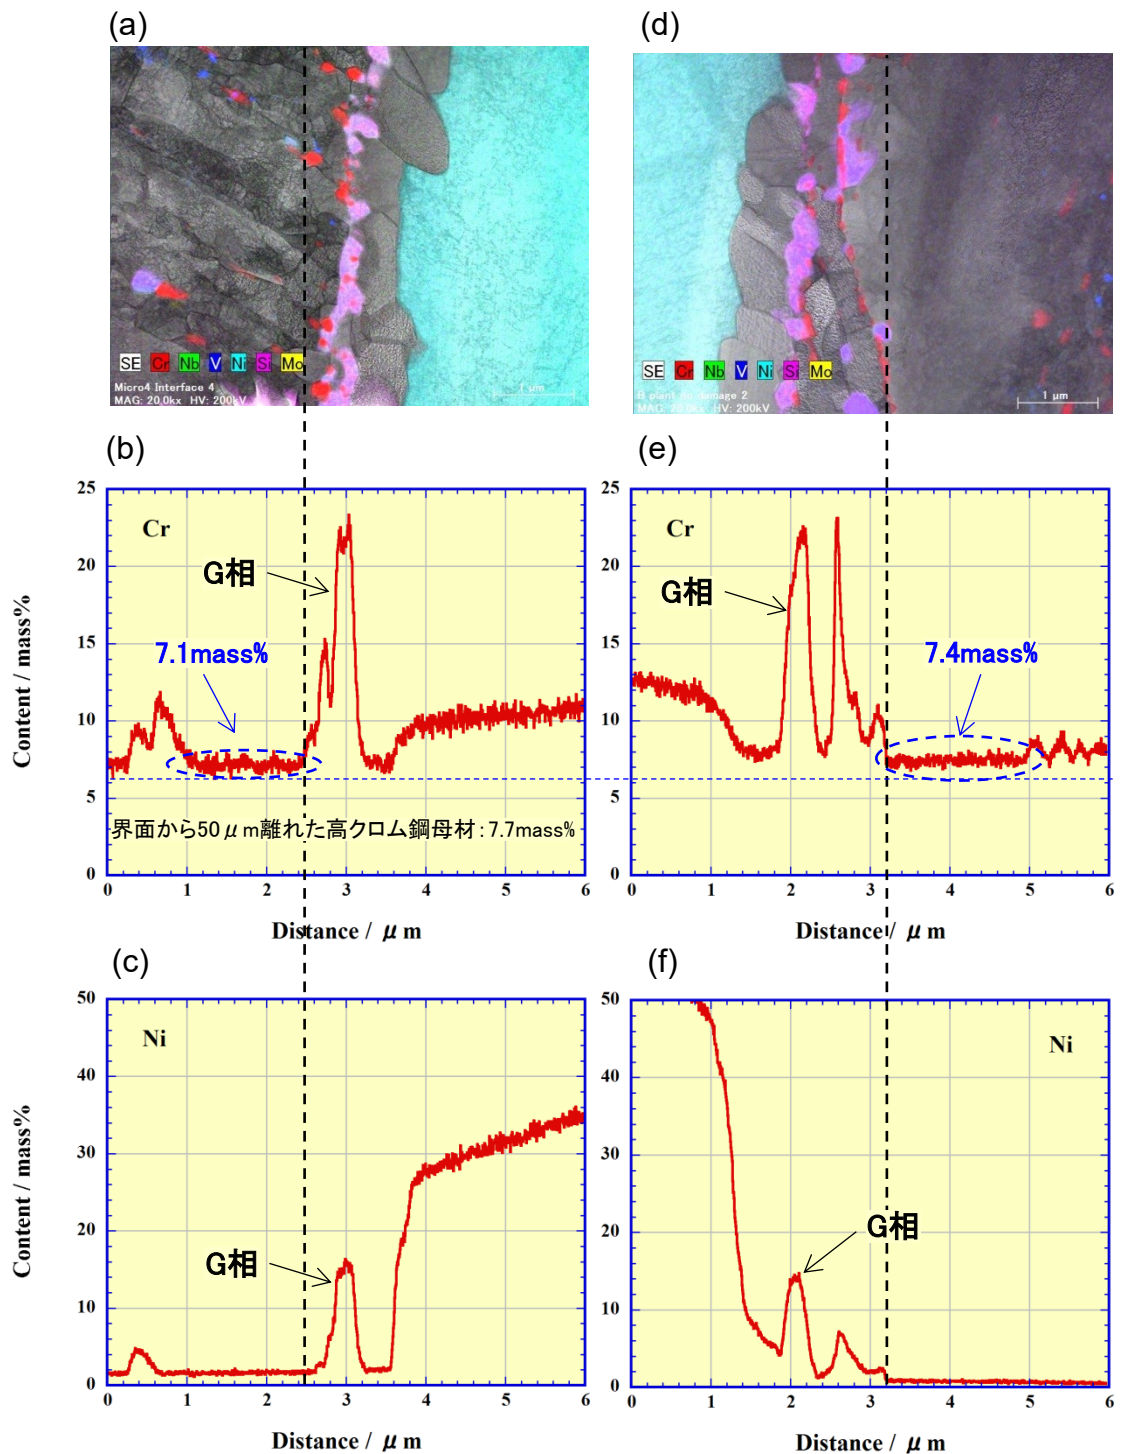 (a)
(d)
SE Cr Nb V Ni Si Mo
Micro4 Interface 4
MAG: 20.0kx HV: 200kV
1 μm
SE Cr Nb V Ni Si Mo
B plant no damage 2
MAG: 20.0kx HV: 200kV
1 μm
(b)
(e)
Content / mass%
25
20
15
10
5
0
Cr
G相
7.1mass%
界面から50μm離れた高クロム鋼母材：7.7mass%
0 1 2 3 4 5 6
Distance / μm
25
20
15
10
5
0
Cr
G相
7.4mass%
0 1 2 3 4 5 6
Distance / μm
(c)
(f)
Content / mass%
50
40
30
20
10
0
Ni
G相
0 1 2 3 4 5 6
Distance / μm
50
40
30
20
10
0
Ni
G相
0 1 2 3 4 5 6
Distance / μm